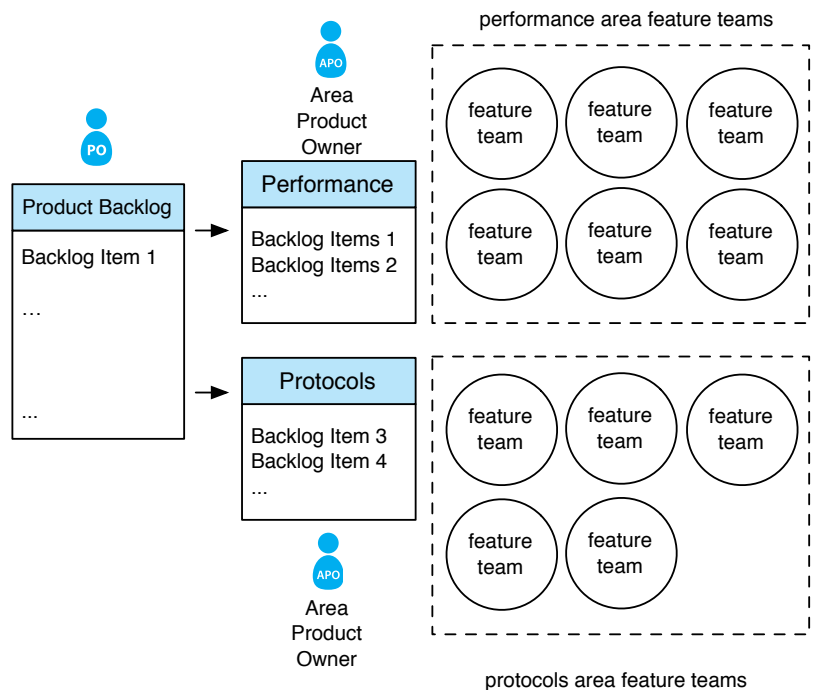 performance area feature teams
APO
Area
Product
Owner
PO
Product Backlog
Backlog Item 1
...
...
Performance
Backlog Items 1
Backlog Items 2
...
feature
team
feature
team
feature
team
feature
team
feature
team
feature
team
Protocols
Backlog Item 3
Backlog Item 4
...
APO
Area
Product
Owner
feature
team
feature
team
feature
team
feature
team
feature
team
protocols area feature teams